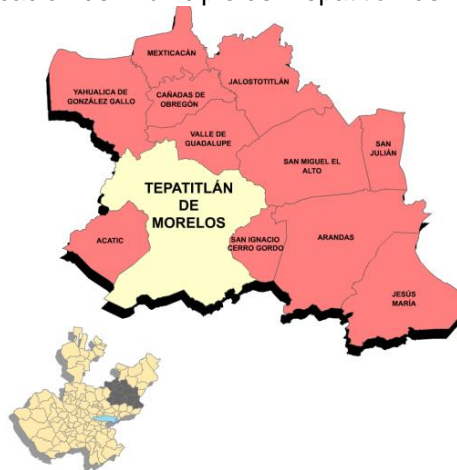 MEXTICACÁN
JALOSTOTITLÁN
YAHUALICA DE
GONZÁLEZ GALLO
CAÑADAS DE
OBREGÓN
VALLE DE
GUADALUPE
SAN
JULIÁN
SAN MIGUEL EL
ALTO
TEPATITLÁN
DE
MORELOS
ACATIC
SAN IGNACIO
CERRO GORDO
ARANDAS
JESÚS
MARÍA